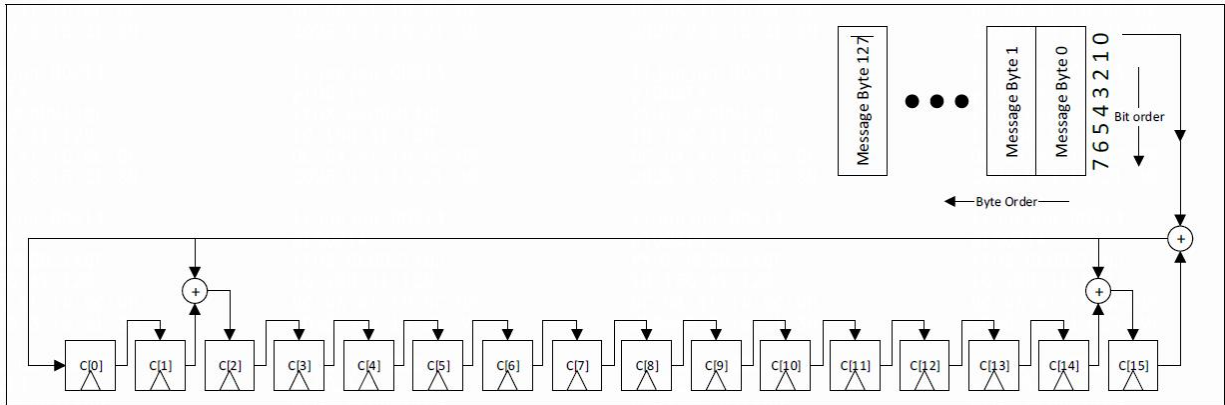 Message Byte 127
Message Byte 1
Message Byte 0
7 6 5 4 3 2 1 0
Bit order
Byte Order
+
+
+
C[0]
C[1]
C[2]
C[3]
C[4]
C[5]
C[6]
C[7]
C[8]
C[9]
C[10]
C[11]
C[12]
C[13]
C[14]
C[15]